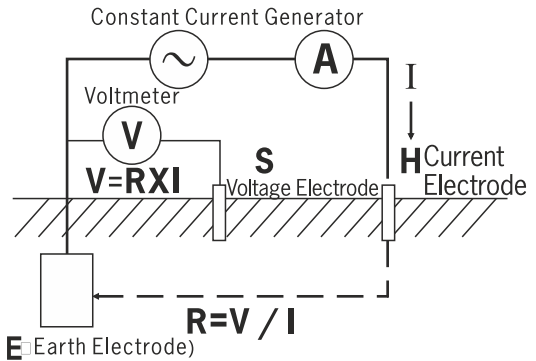 Constant Current Generator
A
I
Voltmeter
V
V=RXI
S
Voltage Electrode
H Current
Electrode
R=V / I
E□Earth Electrode)